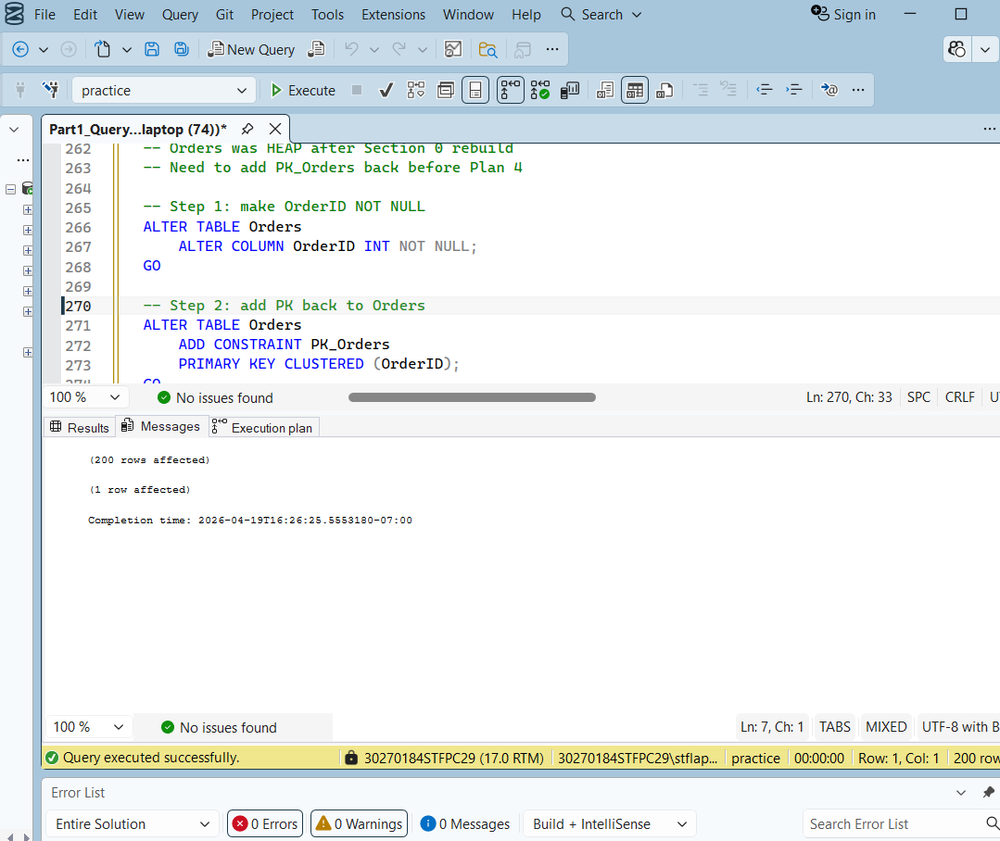 File Edit View Query Git Project Tools Extensions Window Help Search Sign in
New Query
practice Execute
Part1_Query...laptop (74))*
262 -- Orders was HEAP after Section 0 rebuild
263 -- Need to add PK_Orders back before Plan 4
264
265 -- Step 1: make OrderID NOT NULL
266 ALTER TABLE Orders
267 ALTER COLUMN OrderID INT NOT NULL;
268 GO
269
270 -- Step 2: add PK back to Orders
271 ALTER TABLE Orders
272 ADD CONSTRAINT PK_Orders
273 PRIMARY KEY CLUSTERED (OrderID);
274 GO
100 % No issues found Ln: 270, Ch: 33 SPC CRLF
Results Messages Execution plan
(200 rows affected)
(1 row affected)
Completion time: 2026-04-19T16:26:25.5553180-07:00
100 % No issues found Ln: 7, Ch: 1 TABS MIXED UTF-8 with B
Query executed successfully. 30270184STFPC29 (17.0 RTM) 30270184STFPC29\stflap... practice 00:00:00 Row: 1, Col: 1 200 row
Error List
Entire Solution 0 Errors 0 Warnings 0 Messages Build + IntelliSense Search Error List